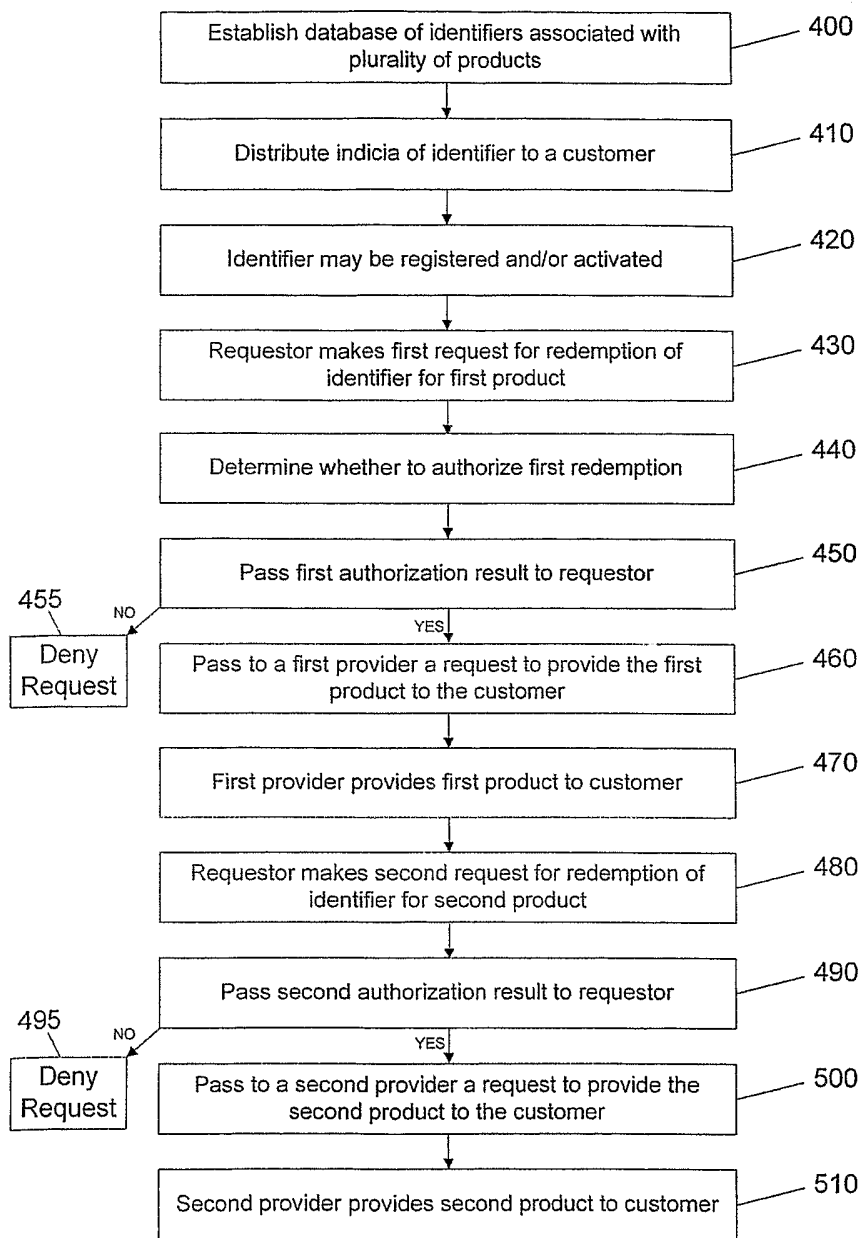 Establish database of identifiers associated with
plurality of products
400
Distribute indicia of identifier to a customer
410
Identifier may be registered and/or activated
420
Requestor makes first request for redemption of
identifier for first product
430
Determine whether to authorize first redemption
440
Pass first authorization result to requestor
450
455
NO
YES
Deny
Request
Pass to a first provider a request to provide the first
product to the customer
460
First provider provides first product to customer
470
Requestor makes second request for redemption of
identifier for second product
480
Pass second authorization result to requestor
490
495
NO
YES
Deny
Request
Pass to a second provider a request to provide the
second product to the customer
500
Second provider provides second product to customer
510